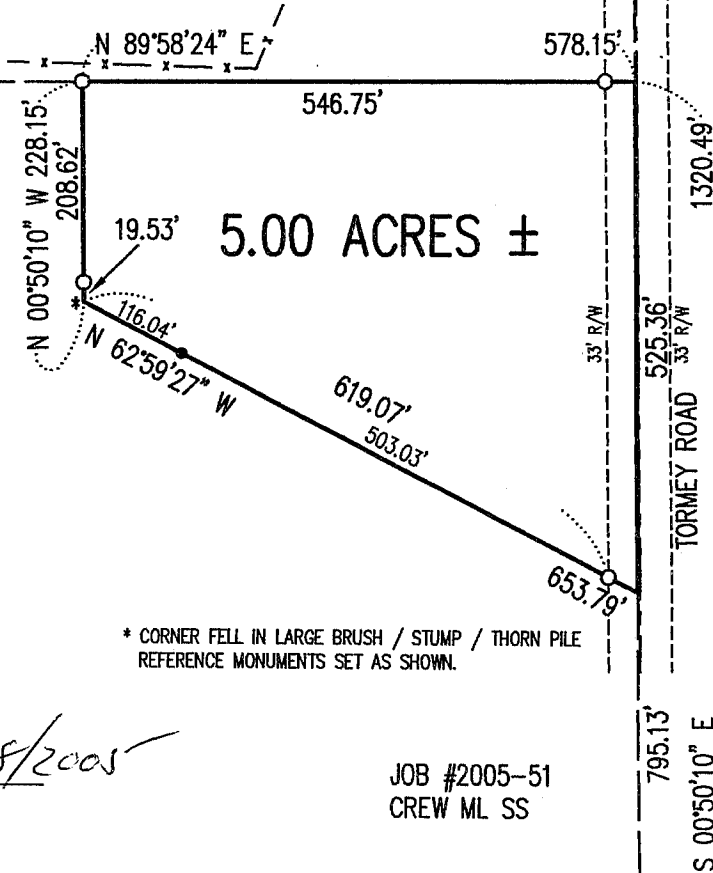 N 89°58'24" E
578.15'
546.75'
1320.49'
N 00°50'10" W 228.15'
208.62'
19.53'
5.00 ACRES ±
116.04'
N 62°59'27" W
619.07'
503.03'
33' R/W
525.36'
33' R/W
TORMEY ROAD
653.79'
* CORNER FELL IN LARGE BRUSH / STUMP / THORN PILE
REFERENCE MONUMENTS SET AS SHOWN.
/2005
795.13'
S 00°50'10" E
JOB #2005-51
CREW ML SS